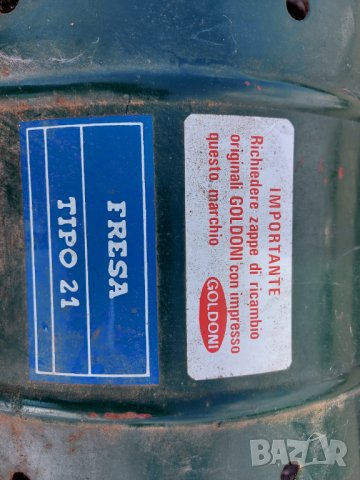 IMPORTANTE
Richiedere zappe di ricambio
originali GOLDONI con impresso
questo marchio
GOLDONI
FRESA
TIPO 21
BAZAR